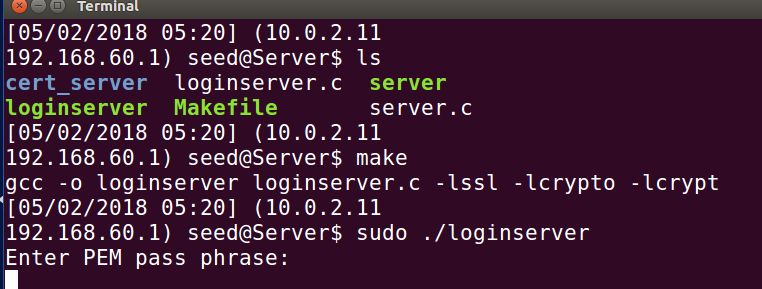 Terminal
[05/02/2018 05:20] (10.0.2.11
192.168.60.1) seed@Server$ ls
cert_server loginserver.c server
loginserver Makefile server.c
[05/02/2018 05:20] (10.0.2.11
192.168.60.1) seed@Server$ make
gcc -o loginserver loginserver.c -lssl -lcrypto -lcrypt
[05/02/2018 05:20] (10.0.2.11
192.168.60.1) seed@Server$ sudo ./loginserver
Enter PEM pass phrase: